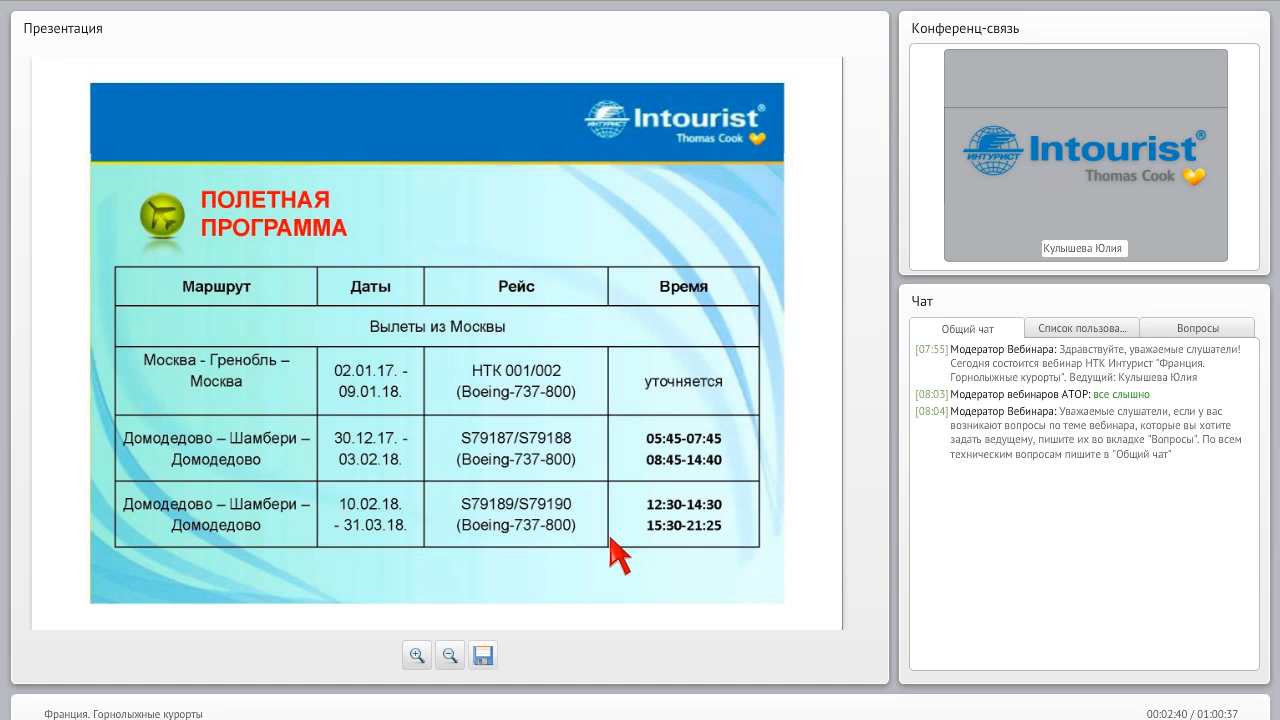 Презентация
Intourist®
ИНТУРИСТ
Thomas Cook
ПОЛЕТНАЯ
ПРОГРАММА
Маршрут Даты Рейс Время
Вылеты из Москвы
Москва - Гренобль –
Москва
02.01.17. -
09.01.18.
НТК 001/002
(Boeing-737-800)
уточняется
Домодедово – Шамбери –
Домодедово
30.12.17. -
03.02.18.
S79187/S79188
(Boeing-737-800)
05:45-07:45
08:45-14:40
Домодедово – Шамбери –
Домодедово
10.02.18.
- 31.03.18.
S79189/S79190
(Boeing-737-800)
12:30-14:30
15:30-21:25
Конференц-связь
Intourist®
ИНТУРИСТ
Thomas Cook
Кулышева Юлия
Чат
Общий чат Список пользова... Вопросы
[07:55] Модератор Вебинара: Здравствуйте, уважаемые слушатели!
Сегодня состоится вебинар НТК Интурист "Франция.
Горнолыжные курорты". Ведущий: Кулышева Юлия
[08:03] Модератор вебинаров АТОР: все слышно
[08:04] Модератор Вебинара: Уважаемые слушатели, если у вас
возникают вопросы по теме вебинара, которые вы хотите
задать ведущему, пишите их во вкладке "Вопросы". По всем
техническим вопросам пишите в "Общий чат"
Франция. Горнолыжные курорты
00:02:40 / 01:00:37